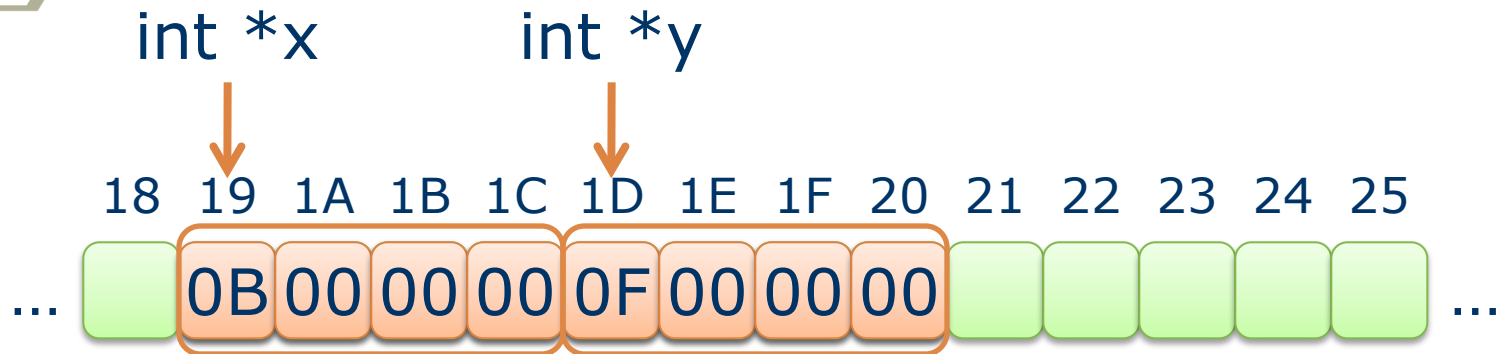 int *x int *y
18 19 1A 1B 1C 1D 1E 1F 20 21 22 23 24 25
... 0B 00 00 00 0F 00 00 00 ...